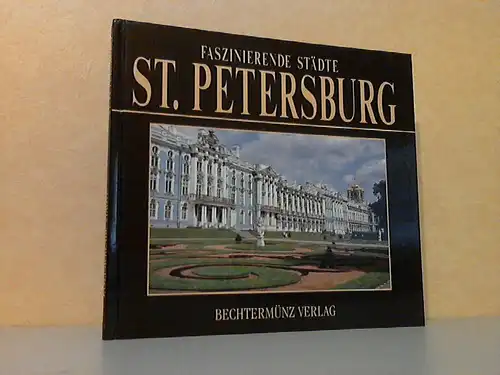 FASZINIERENDE STÄDTE
ST. PETERSBURG
BECHTERMÜNZ VERLAG